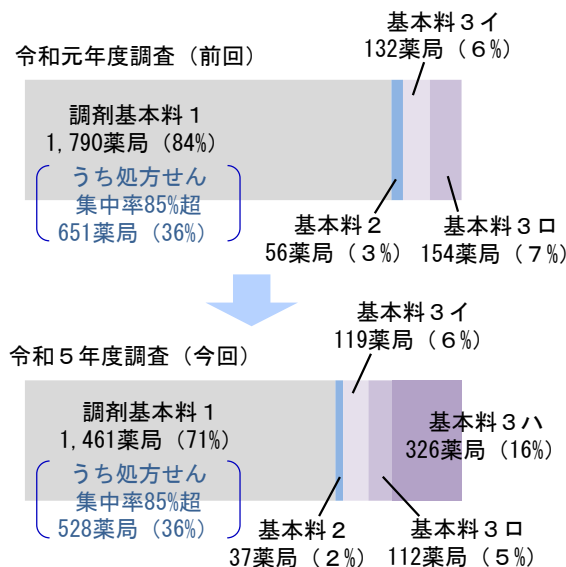 基本料３イ
132薬局（６%）
令和元年度調査（前回）
調剤基本料１
1,790薬局（84%）
うち処方せん
集中率85%超
651薬局（36%）
基本料２
56薬局（３%）
基本料３ロ
154薬局（７%）
基本料３イ
119薬局（６%）
令和５年度調査（今回）
調剤基本料１
1,461薬局（71%）
うち処方せん
集中率85%超
528薬局（36%）
基本料３ハ
326薬局（16%）
基本料２
37薬局（２%）
基本料３ロ
112薬局（５%）